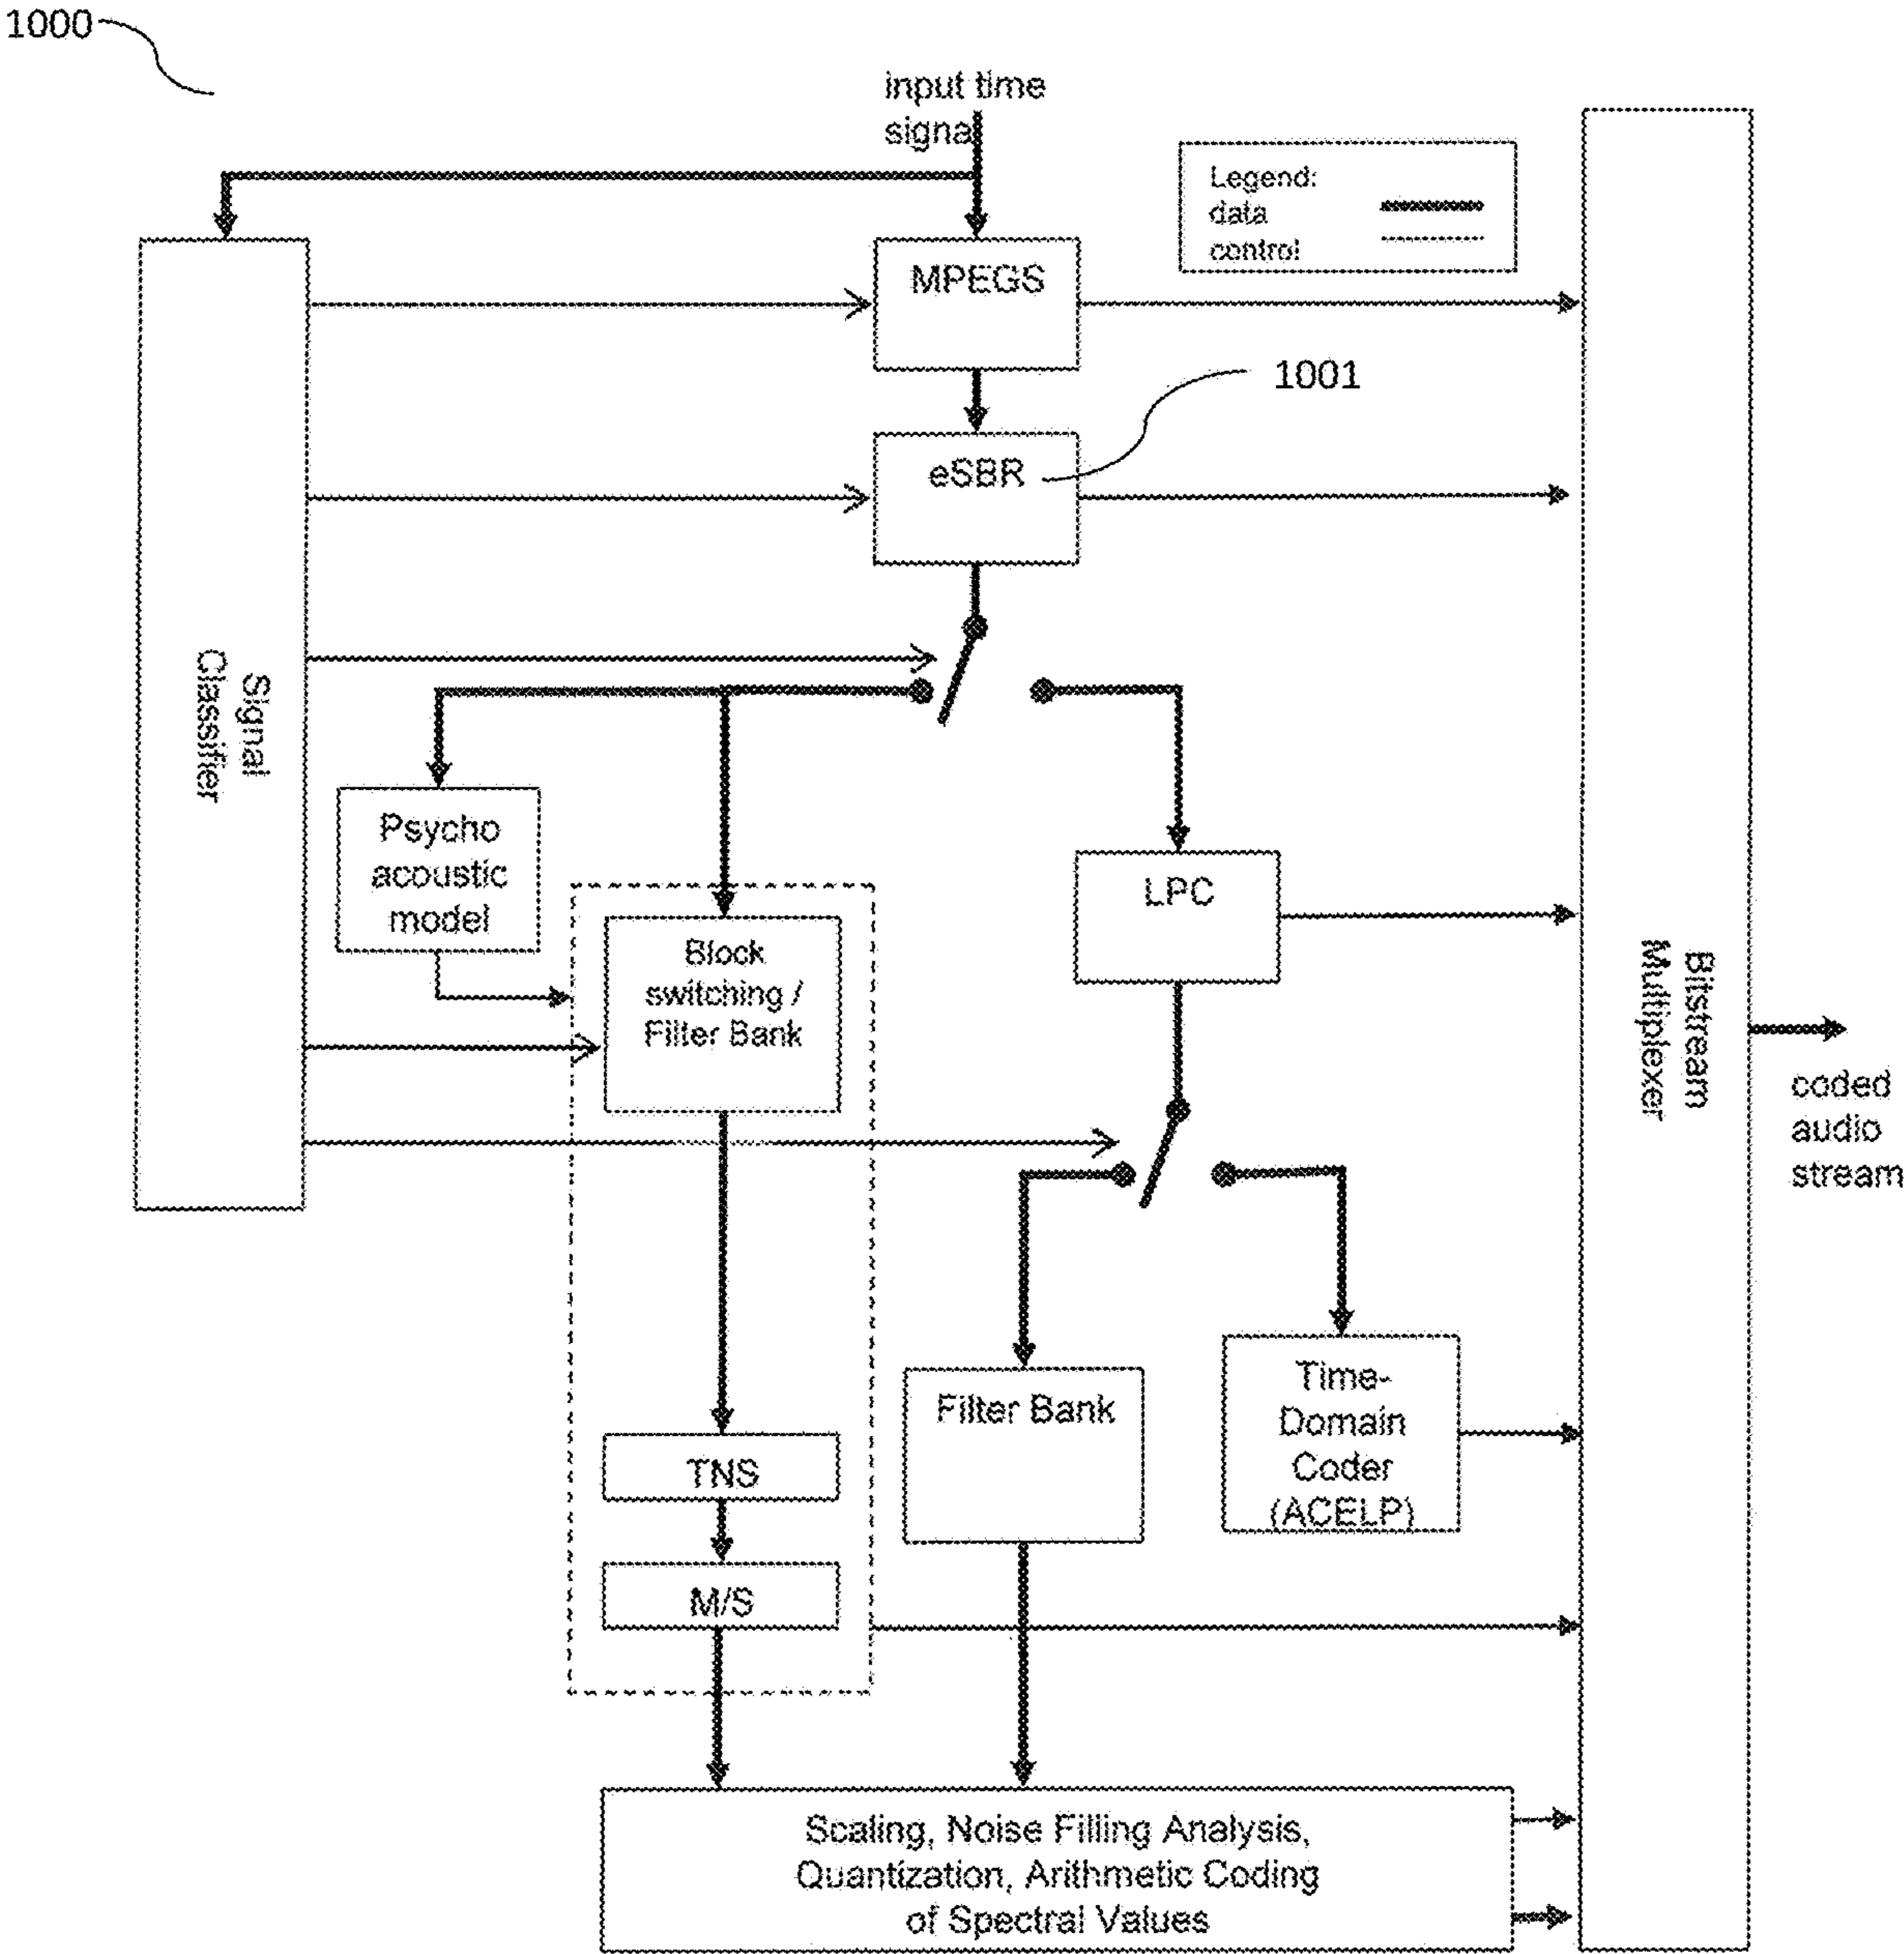 1000
input time
signal
Legend:
data
control
MPEGS
1001
eSBR
Signal
Classifier
Psycho
acoustic
model
Block
switching /
Filter Bank
LPC
Bitstream
Multiplexer
coded
audio
stream
Filter Bank
Time-
Domain
Coder
(ACELP)
TNS
M/S
Scaling, Noise Filling Analysis,
Quantization, Arithmetic Coding
of Spectral Values